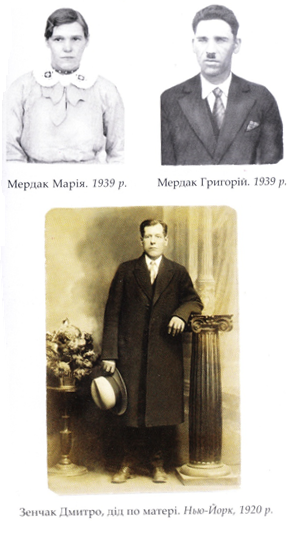 Мердак Марія. 1939 р.
Мердак Григорій. 1939 р.
Зенчак Дмитро, дід по матері. Нью-Йорк, 1920 р.